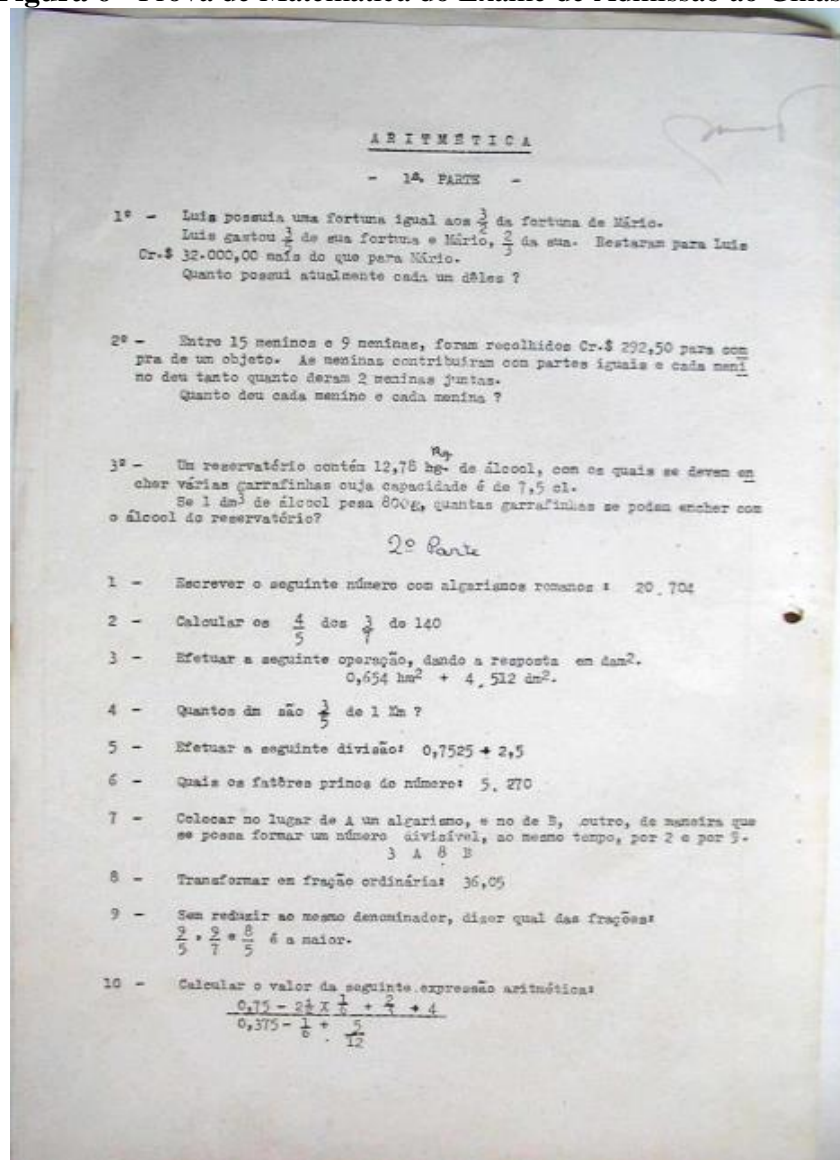 Prova de Matemática do Exame de Admissão ao
ARITMÉTICA
- 1ª PARTE -
1º - Luis possuia uma fortuna igual aos 3/2 da fortuna de Mário.
Luis gastou de sua fortuna e Mário, 2/3 da sua. Restaram para Luis
Cr.$ 32.000,00 mais do que para Mário.
Quanto possui atualmente cada um dêles ?
2º - Entre 15 meninos e 9 meninas, foram recolhidos Cr.$ 292,50 para com
pra de um objeto. As meninas contribuíram com partes iguais e cada meni
no deu tanto quanto deram 2 meninas juntas.
Quanto deu cada menino e cada menina ?
3º - Um reservatório contém 12,78 de álcool, com os quais se devem en
cher várias garrafinhas cuja capacidade é de 7,5 cl.
Se 1 dm³ de álcool pesa 800g, quantas garrafinhas se podem encher com
o álcool do reservatório?
2º Parte
1 - Escrever o seguinte número com algarismos romanos : 20.704
2 - Calcular os 4/5 dos 3/7 de 140
3 - Efetuar a seguinte operação, dando a resposta em dam².
0,654 hm² + 4.512 dm².
4 - Quantos dm são 3/5 de 1 Km ?
5 - Efetuar a seguinte divisão: 0,7525 ÷ 2,5
6 - Quais os fatôres primos do número: 5.270
7 - Colocar no lugar de A um algarismo, e no de B, outro, de maneira que
se possa formar um número divisível, ao mesmo tempo, por 2 e por 9.
3 A 8 B
8 - Transformar em fração ordinária: 36,05
9 - Sem reduzir ao mesmo denominador, dizer qual das frações:
9/5 , 9/7 e 8/5 é a maior.
10 - Calcular o valor da seguinte expressão aritmética:
0,75 - X 1/6 + + 4
0,375 - 1/6 + 5/12